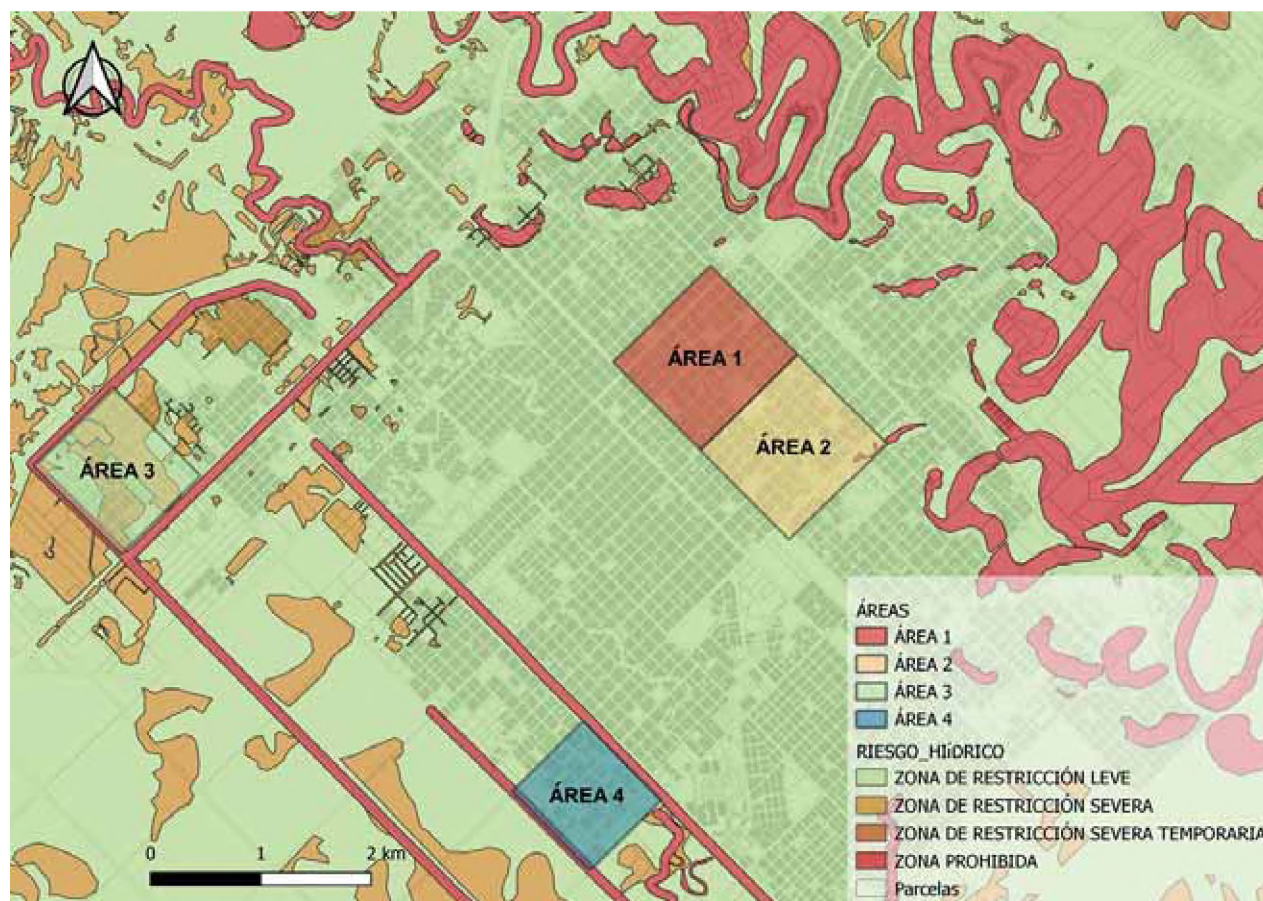 ÁREA 1
ÁREA 2
ÁREA 3
ÁREA 4
0 1 2 km
ÁREAS
ÁREA 1
ÁREA 2
ÁREA 3
ÁREA 4
RIESGO_HIíDRICO
ZONA DE RESTRICCIÓN LEVE
ZONA DE RESTRICCIÓN SEVERA
ZONA DE RESTRICCIÓN SEVERA TEMPORARIA
ZONA PROHIBIDA
Parcelas